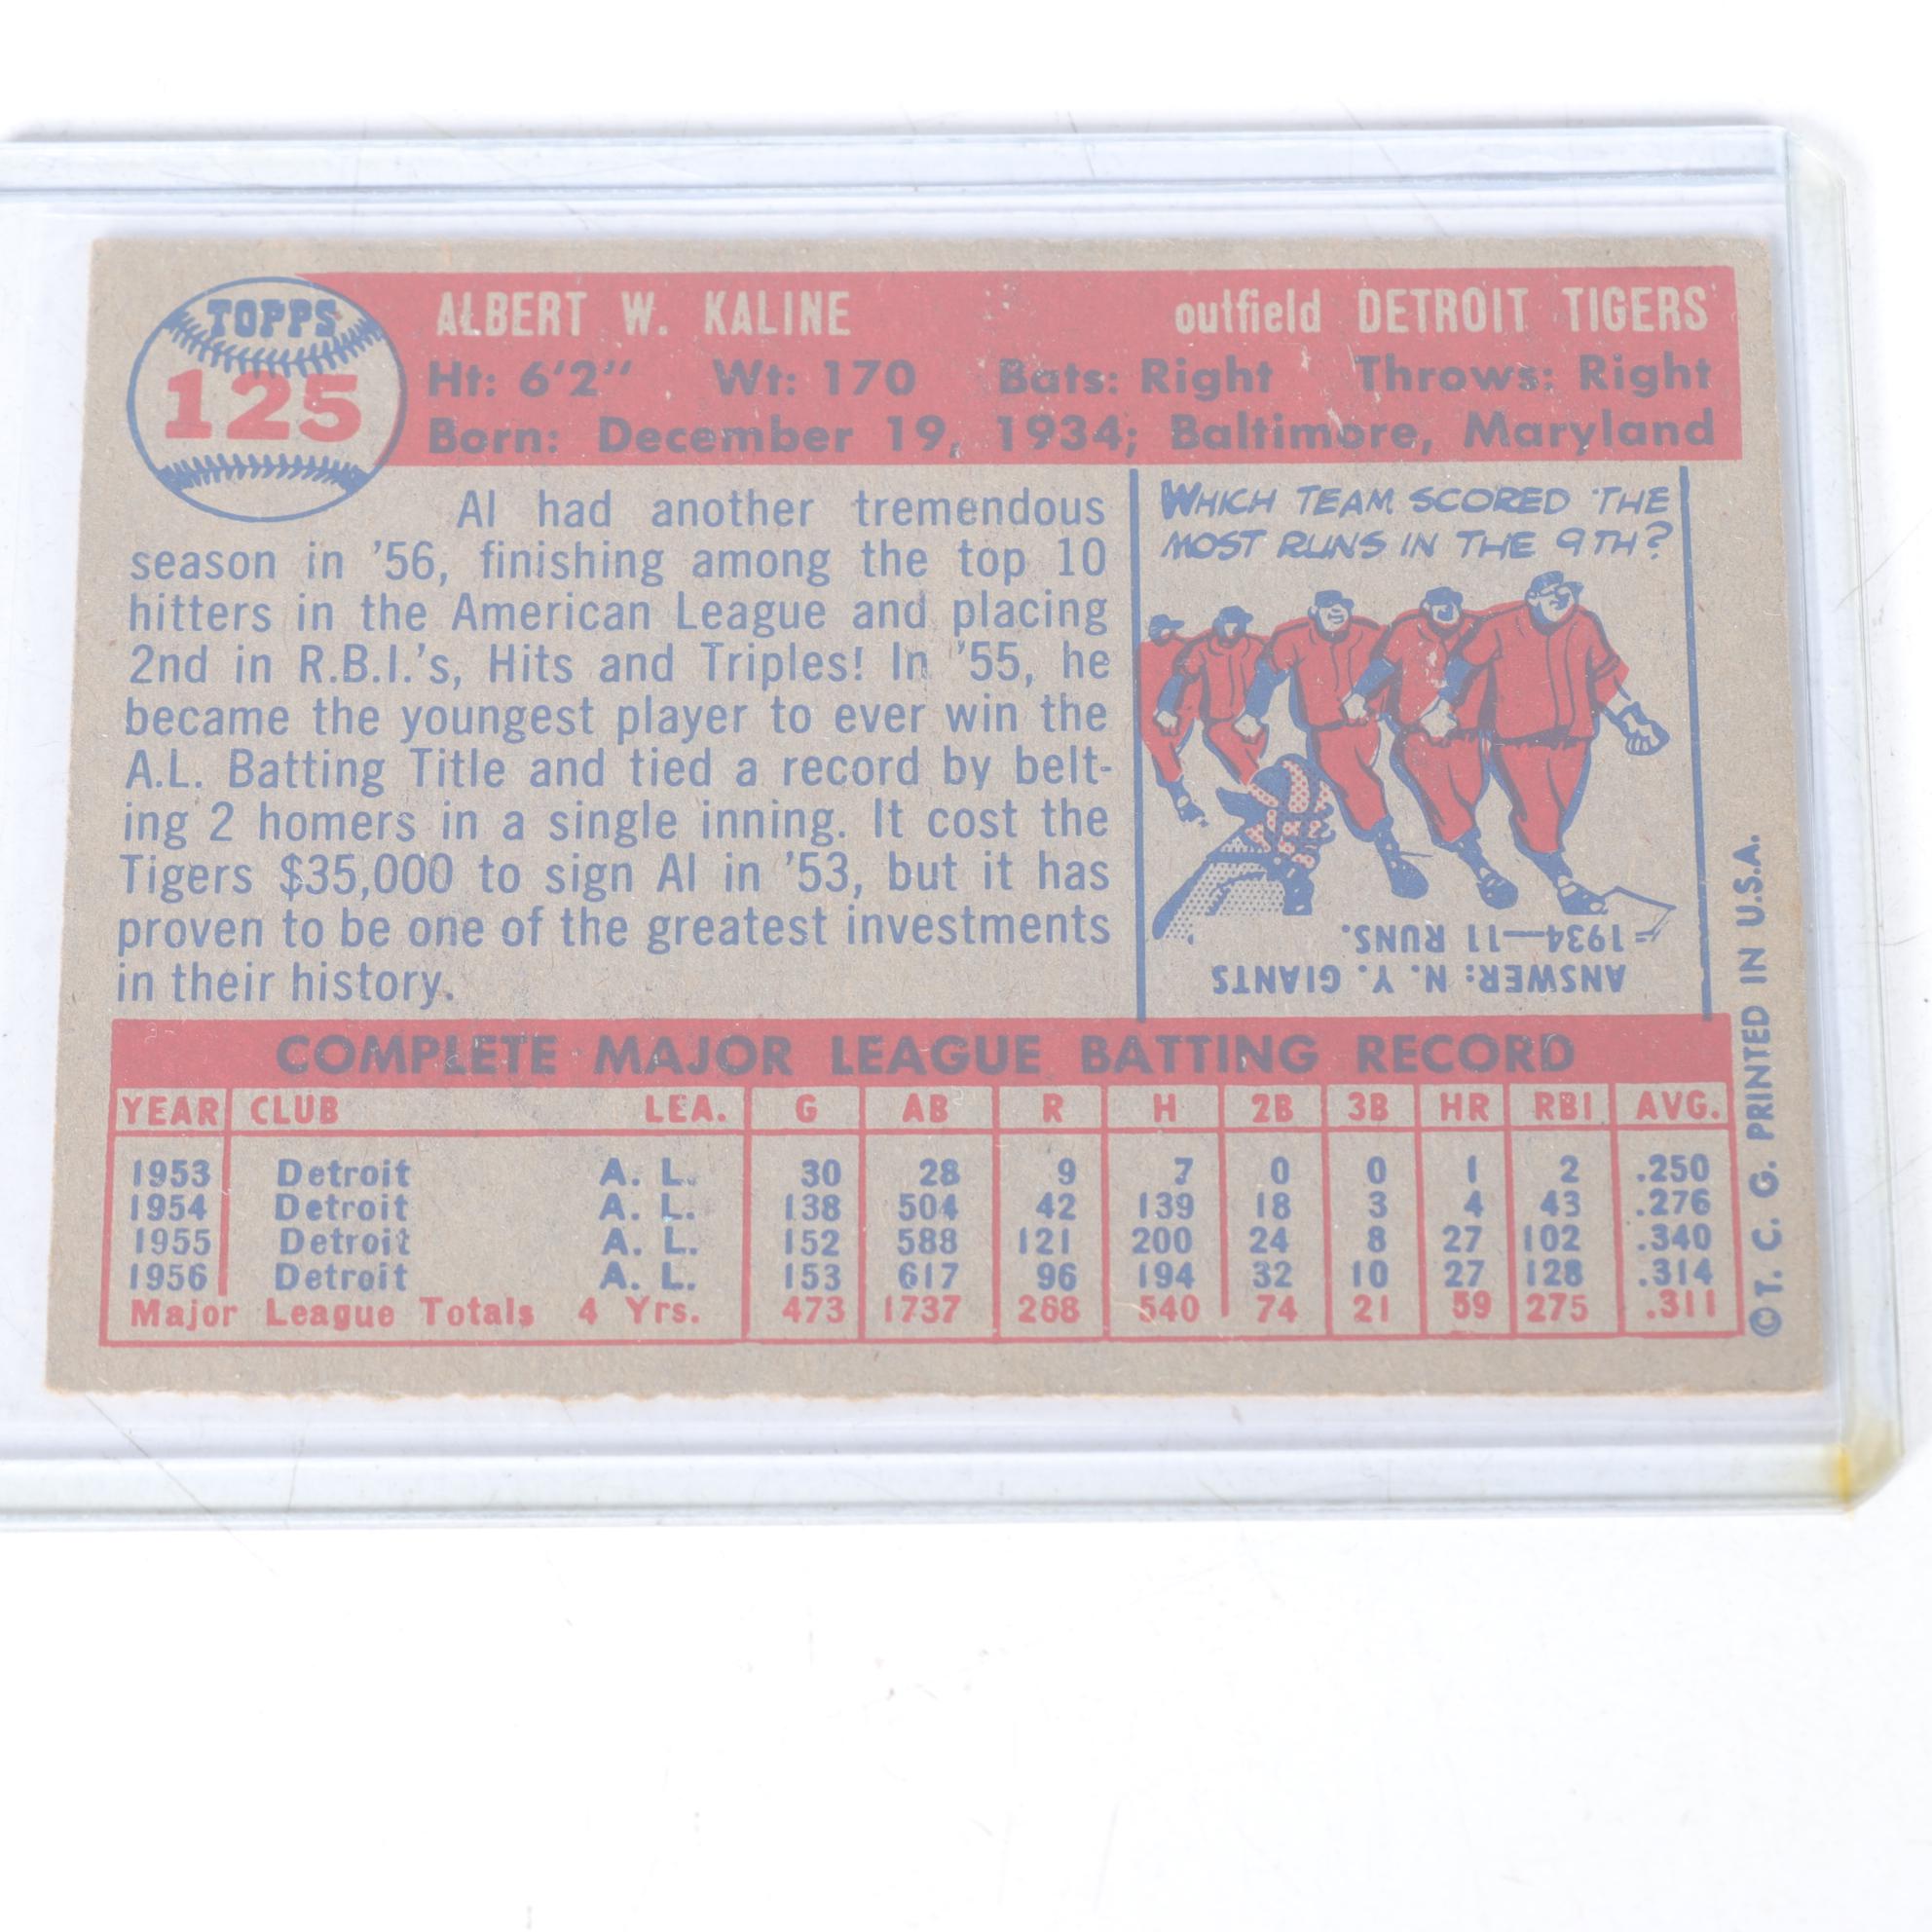 TOPPS
125
ALBERT W. KALINE outfield DETROIT TIGERS
Ht: 6'2" Wt: 170 Bats: Right Throws: Right
Born: December 19, 1934; Baltimore, Maryland
Al had another tremendous
season in '56, finishing among the top 10
hitters in the American League and placing
2nd in R.B.I.'s, Hits and Triples! In '55, he
became the youngest player to ever win the
A.L. Batting Title and tied a record by belt-
ing 2 homers in a single inning. It cost the
Tigers $35,000 to sign Al in '53, but it has
proven to be one of the greatest investments
in their history.
WHICH TEAM SCORED THE
MOST RUNS IN THE 9TH?
ANSWER: N. Y. GIANTS
1934—11 RUNS.
COMPLETE MAJOR LEAGUE BATTING RECORD
YEAR CLUB LEA. G AB R H 2B 3B HR RBI AVG.
1953 Detroit A. L. 30 28 9 7 0 0 1 2 .250
1954 Detroit A. L. 138 504 42 139 18 3 4 43 .276
1955 Detroit A. L. 152 588 121 200 24 8 27 102 .340
1956 Detroit A. L. 153 617 96 194 32 10 27 128 .314
Major League Totals 4 Yrs. 473 1737 268 540 74 21 59 275 .311
©T. C. G. PRINTED IN U.S.A.